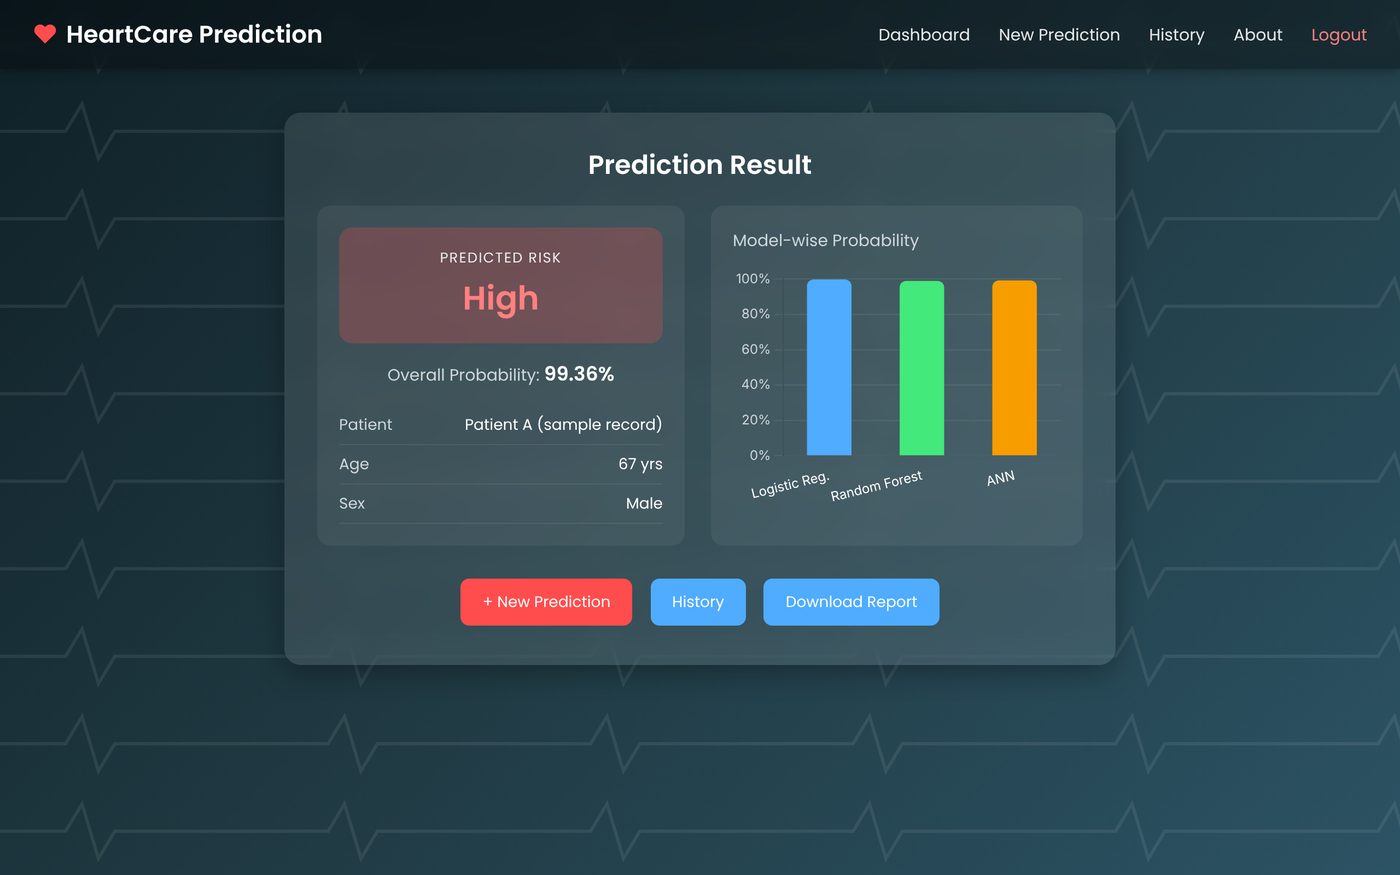 HeartCare Prediction
Dashboard
New Prediction
History
About
Logout
Prediction Result
PREDICTED RISK
High
Overall Probability: 99.36%
Patient Patient A (sample record)
Age 67 yrs
Sex Male
Model-wise Probability
100%
80%
60%
40%
20%
0%
Logistic Reg.
Random Forest
ANN
+ New Prediction
History
Download Report